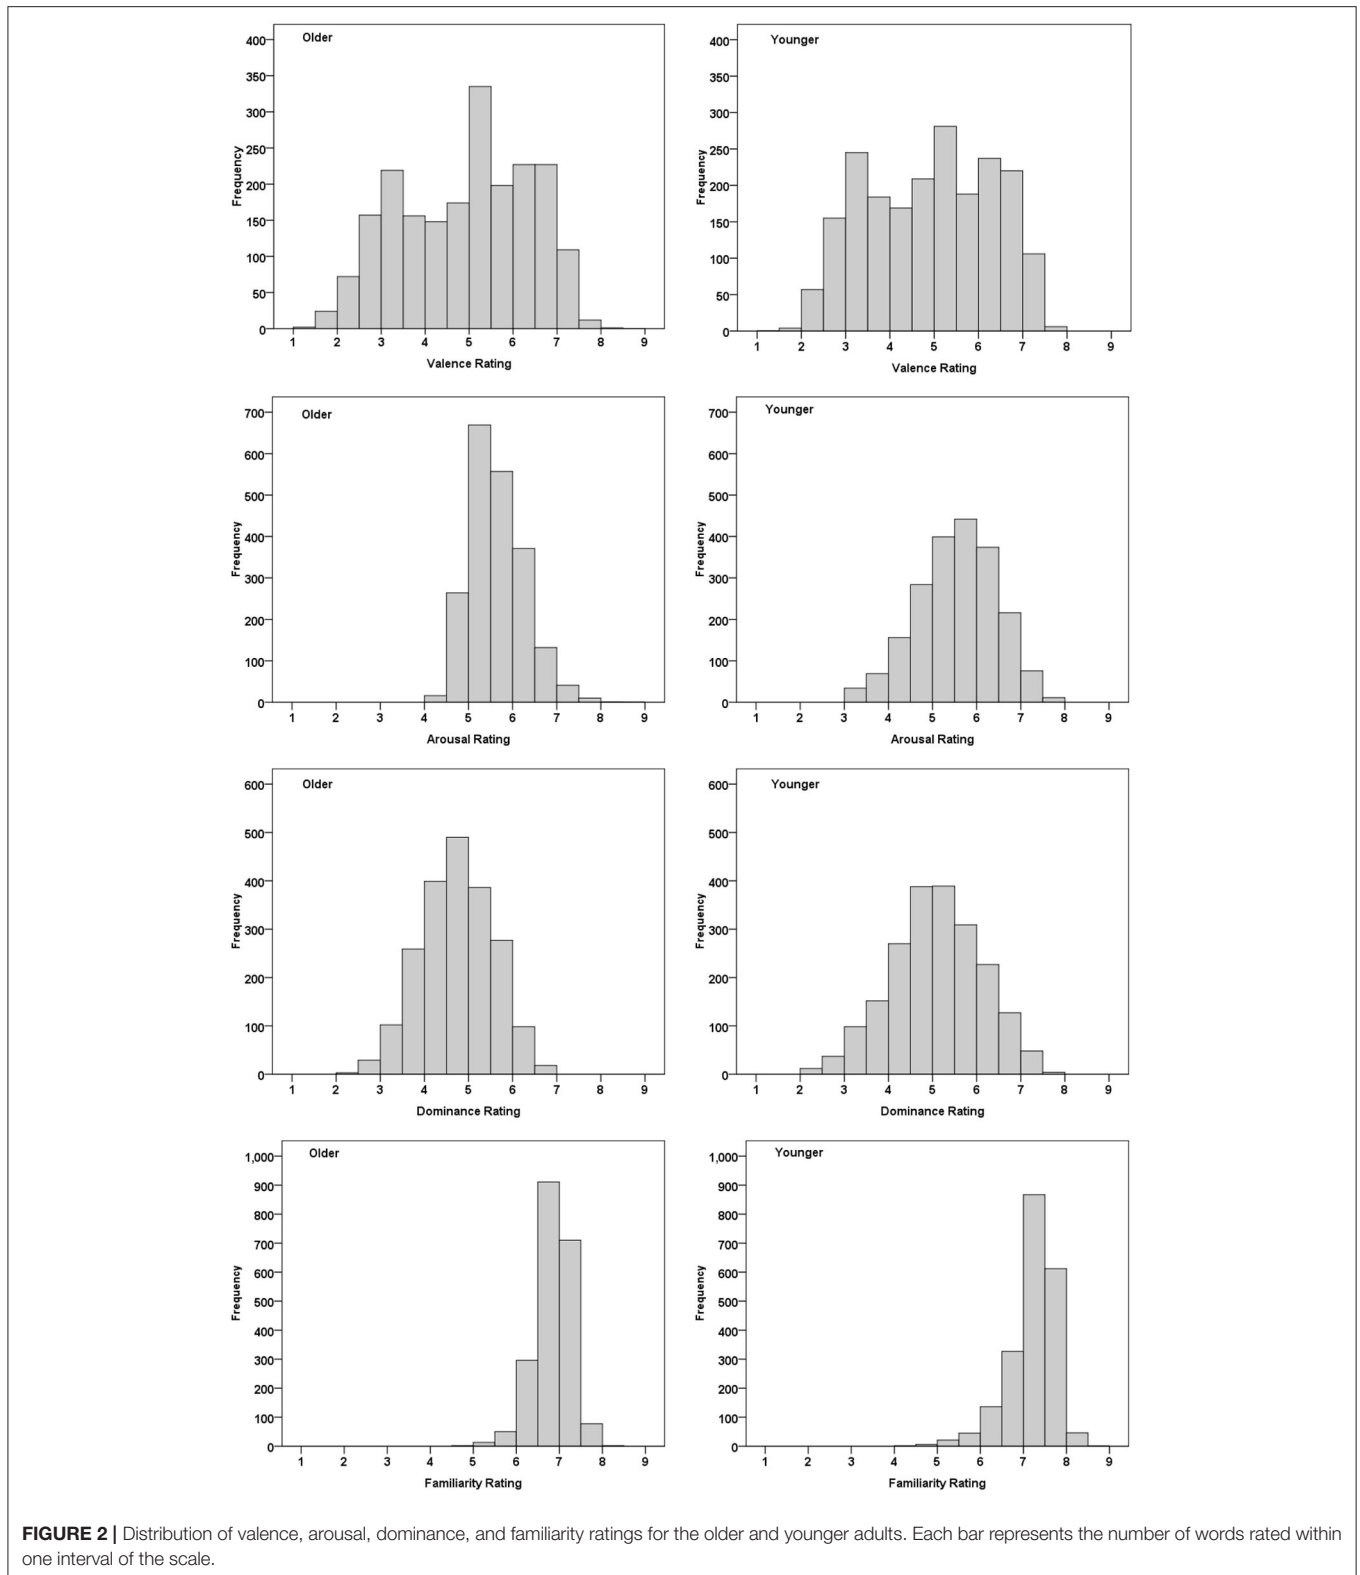 Older
400
350
300
250
200
150
100
50
0
Frequency
1 2 3 4 5 6 7 8 9
Valence Rating
Younger
400
350
300
250
200
150
100
50
0
Frequency
1 2 3 4 5 6 7 8 9
Valence Rating
Older
700
600
500
400
300
200
100
0
Frequency
1 2 3 4 5 6 7 8 9
Arousal Rating
Younger
700
600
500
400
300
200
100
0
Frequency
1 2 3 4 5 6 7 8 9
Arousal Rating
Older
600
500
400
300
200
100
0
Frequency
1 2 3 4 5 6 7 8 9
Dominance Rating
Younger
600
500
400
300
200
100
0
Frequency
1 2 3 4 5 6 7 8 9
Dominance Rating
Older
1,000
900
800
700
600
500
400
300
200
100
0
Frequency
1 2 3 4 5 6 7 8 9
Familiarity Rating
Younger
1,000
900
800
700
600
500
400
300
200
100
0
Frequency
1 2 3 4 5 6 7 8 9
Familiarity Rating
FIGURE 2 | Distribution of valence, arousal, dominance, and familiarity ratings for the older and younger adults. Each bar represents the number of words rated within
one interval of the scale.